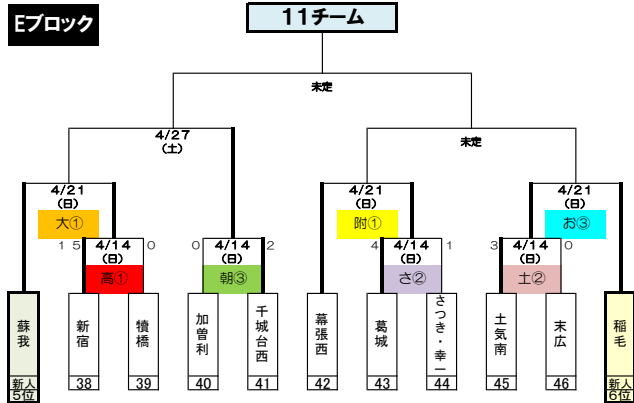 Eブロック
11チーム
未定
4/27
(土)
未定
4/21
(日)
大①
4/21
(日)
附①
4/21
(日)
お③
15
4/14
(日)
高①
0
0
4/14
(日)
朝③
2
4
4/14
(日)
さ②
1
3
4/14
(日)
土②
0
蘇我
新人
5位
新宿
38
犢橋
39
加曽利
40
千城台西
41
幕張西
42
葛城
43
さつき・幸一
44
土気南
45
末広
46
稲毛
新人
6位